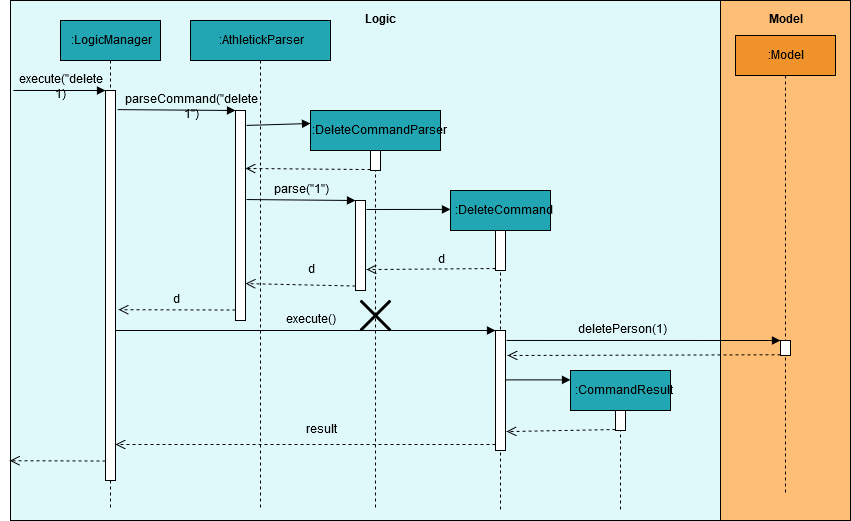 Logic
Model
:LogicManager
:AthletickParser
:Model
execute("delete
1)
parseCommand("delete
1")
:DeleteCommandParser
parse("1")
:DeleteCommand
d
d
d
execute()
deletePerson(1)
:CommandResult
result